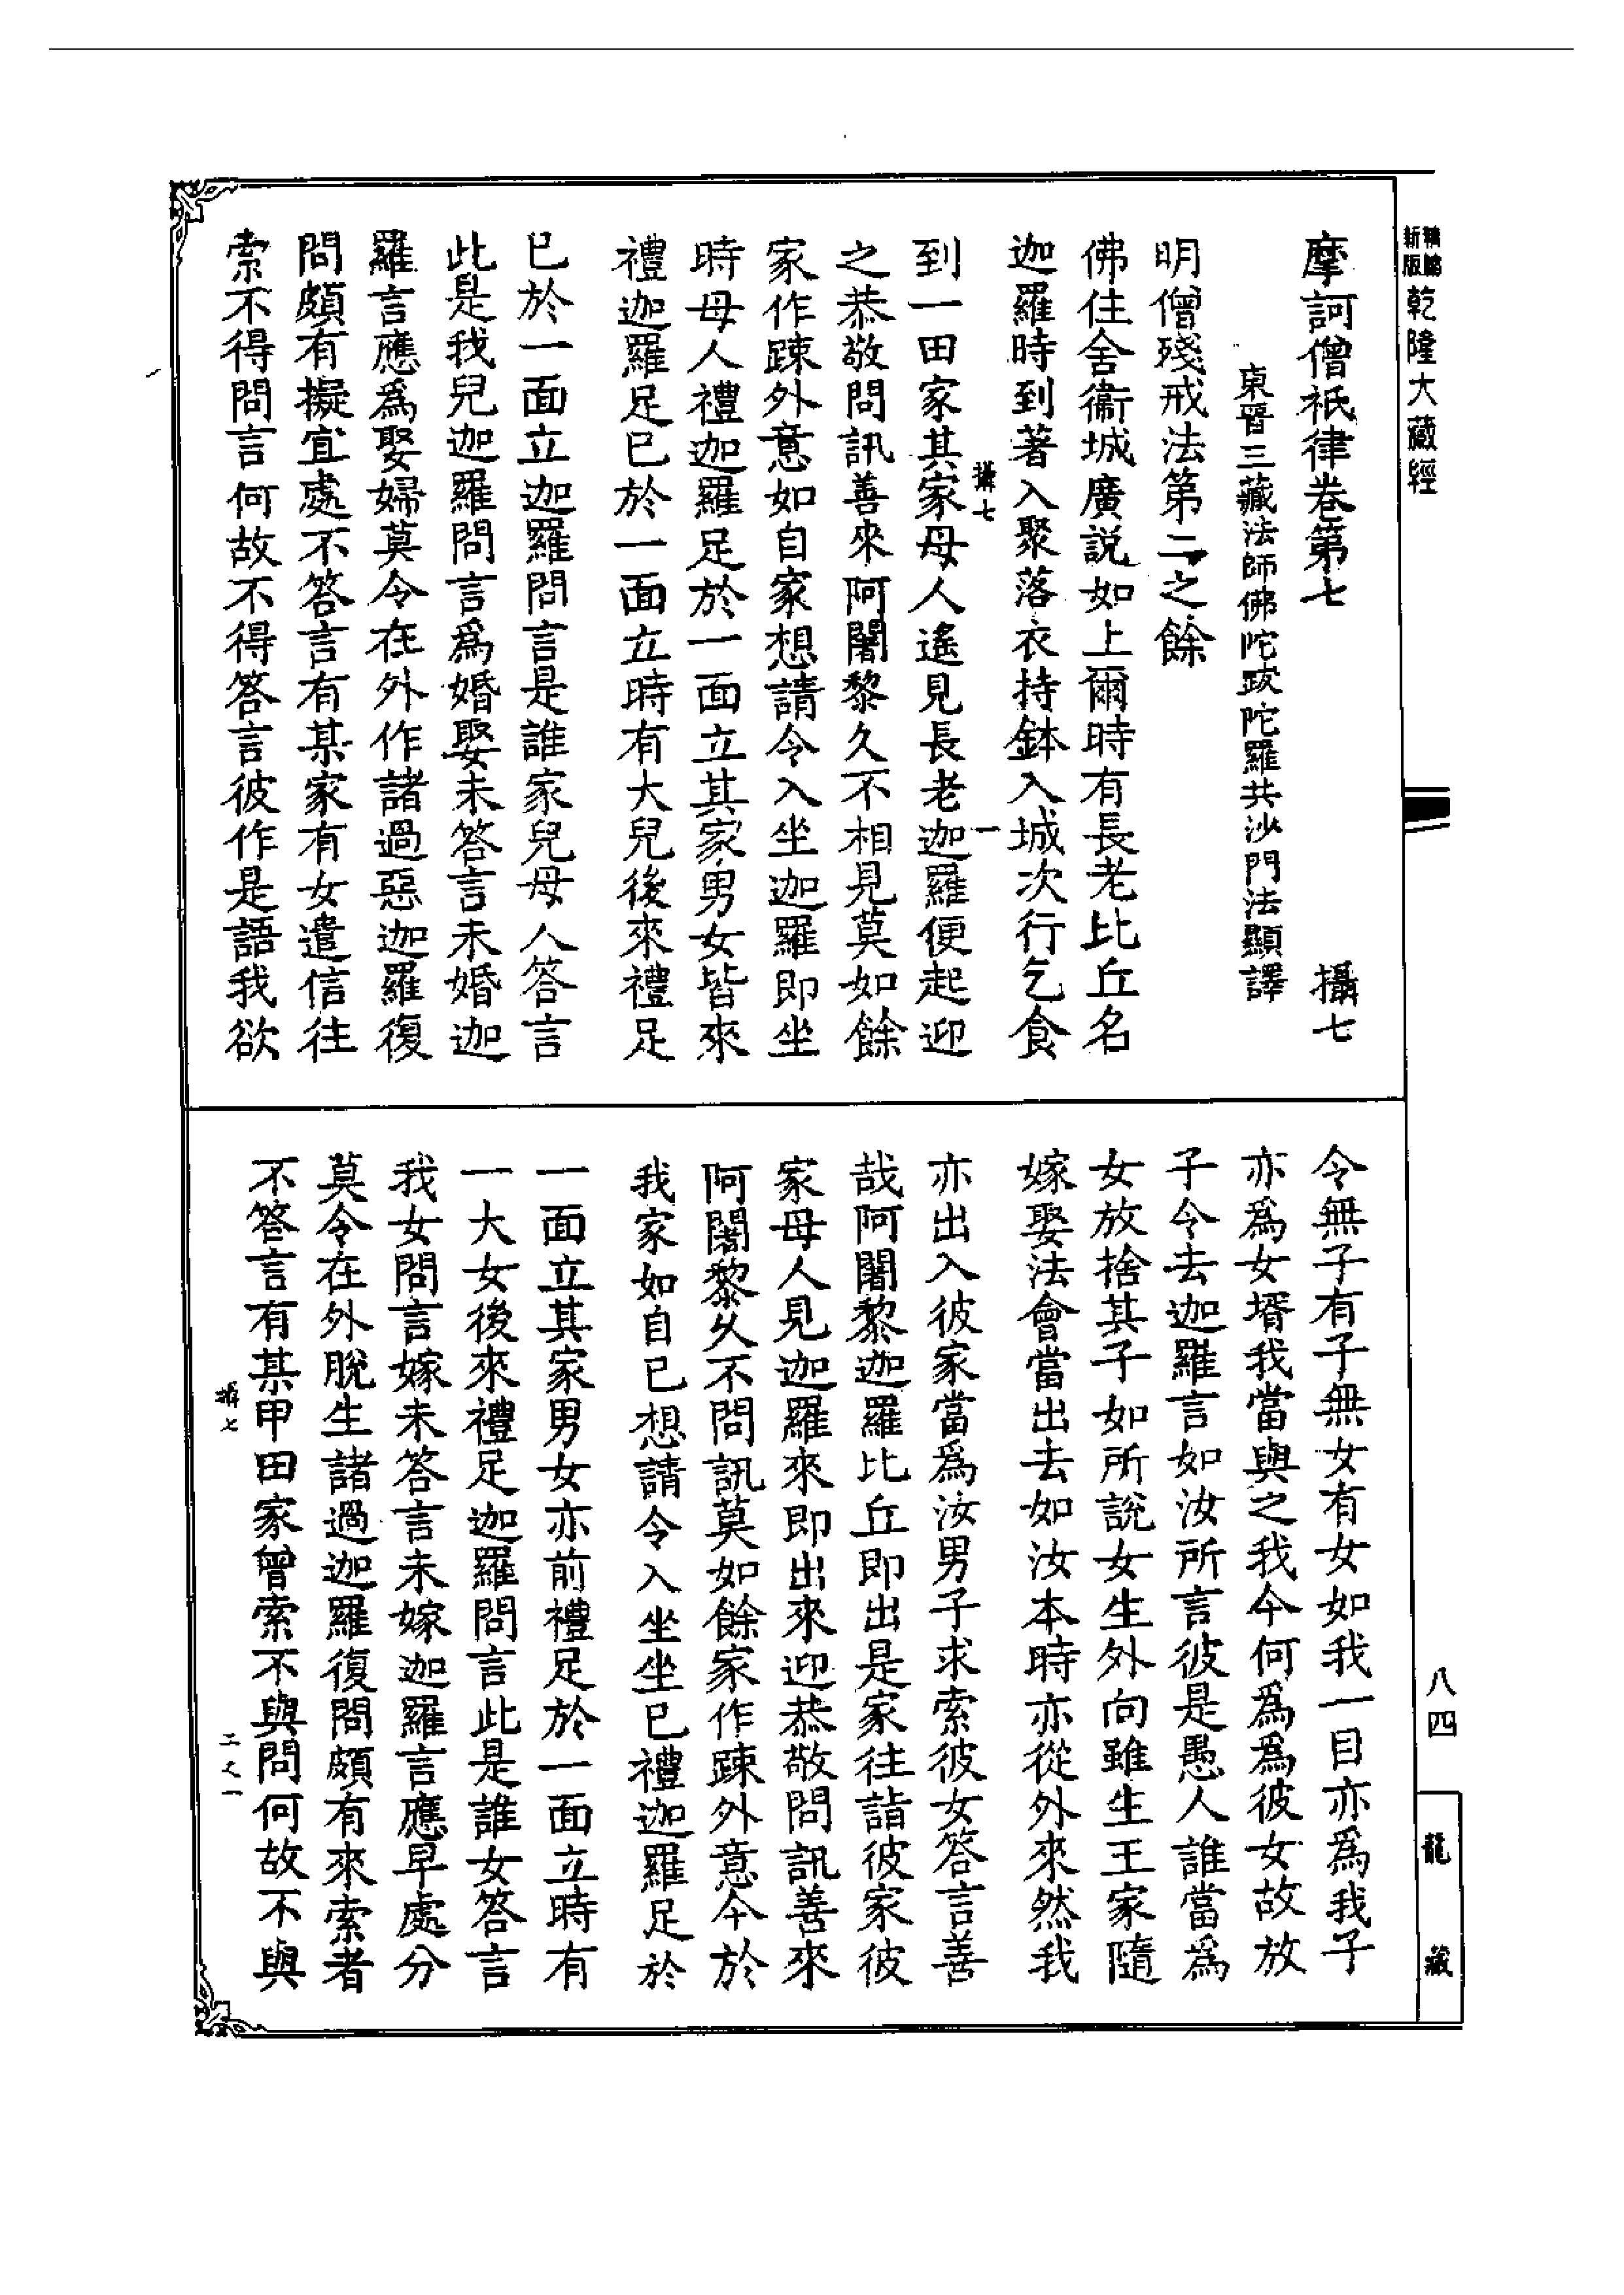 新版
乾隆大藏經
摩訶僧祇律卷第七 攝七
東晋三藏法師佛陀跋陀羅共沙門法顯譯
明僧殘戒法第二之餘
佛住舍衞城廣説如上爾時有長老比丘名
迦羅時到著入聚落衣持鉢入城次行乞食
攝七 一
到一田家其家母人遙見長老迦羅便起迎
之恭敬問訊善來阿闍黎久不相見莫如餘
家作踈外意如自家想請令入坐迦羅即坐
時母人禮迦羅足於一面立其家男女皆來
禮迦羅足已於一面立時有大兒後來禮足
已於一面立迦羅問言是誰家兒母人答言
此是我兒迦羅問言爲婚娶未答言未婚迦
羅言應爲娶婦莫令在外作諸過惡迦羅復
問頗有擬宜處不答言有某家有女遣信往
索不得問言何故不得答言彼作是語我欲
令無子有子無女有女如我一目亦爲我子
亦爲女壻我當與之我今何爲爲彼女故放
子令去迦羅言如汝所言彼是愚人誰當爲
女放捨其子如所說女生外向雖生王家隨
嫁娶法會當出去如汝本時亦從外來然我
亦出入彼家當爲汝男子求索彼女答言善
哉阿闍黎迦羅比丘即出是家往詣彼家彼
家母人見迦羅來即出來迎恭敬問訊善來
阿闍黎久不問訊莫如餘家作踈外意今於
我家如自已想請令入坐坐已禮迦羅足於
一面立其家男女亦前禮足於一面立時有
一大女後來禮足迦羅問言此是誰女答言
我女問言嫁未答言未嫁迦羅言應早處分
莫令在外脫生諸過迦羅復問頗有來索者
不答言有某甲田家曾索不與問何故不與
攝七 二之一
八四
龍藏